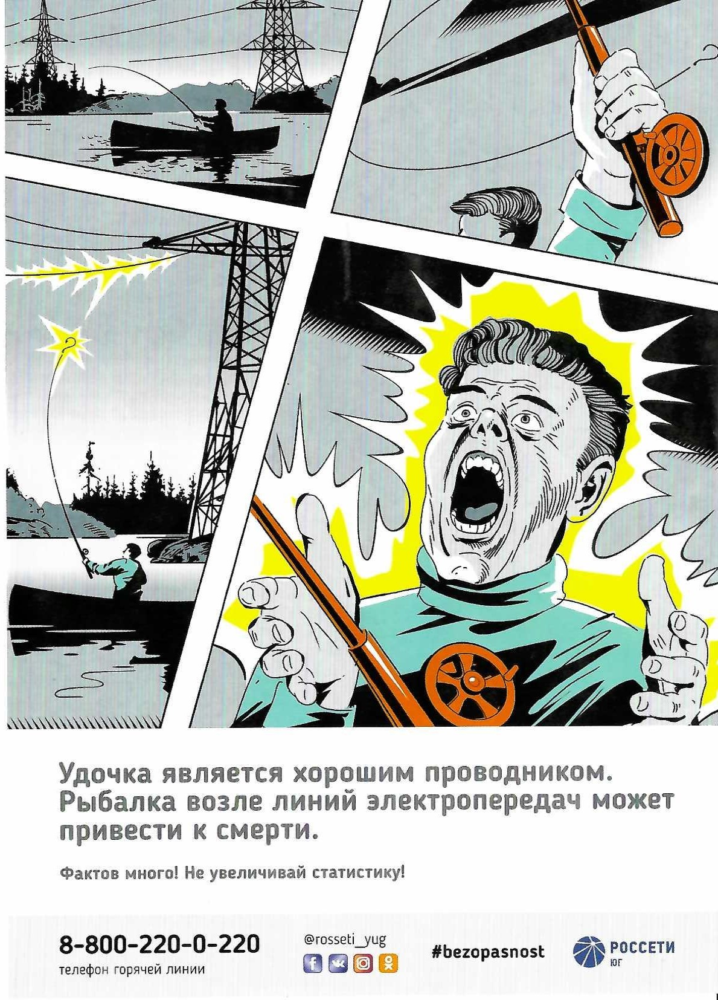 Удочка является хорошим проводником.
Рыбалка возле линий электропередач может
привести к смерти.
Фактов много! Не увеличивай статистику!
8-800-220-0-220
телефон горячей линии
@rosseti_yug
#bezopasnost
РОССЕТИ
ЮГ